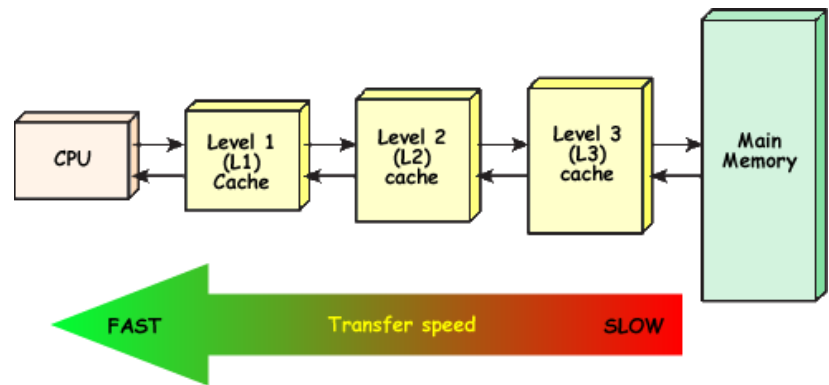 CPU
Level 1
(L1)
Cache
Level 2
(L2)
cache
Level 3
(L3)
cache
Main
Memory
FAST
Transfer speed
SLOW